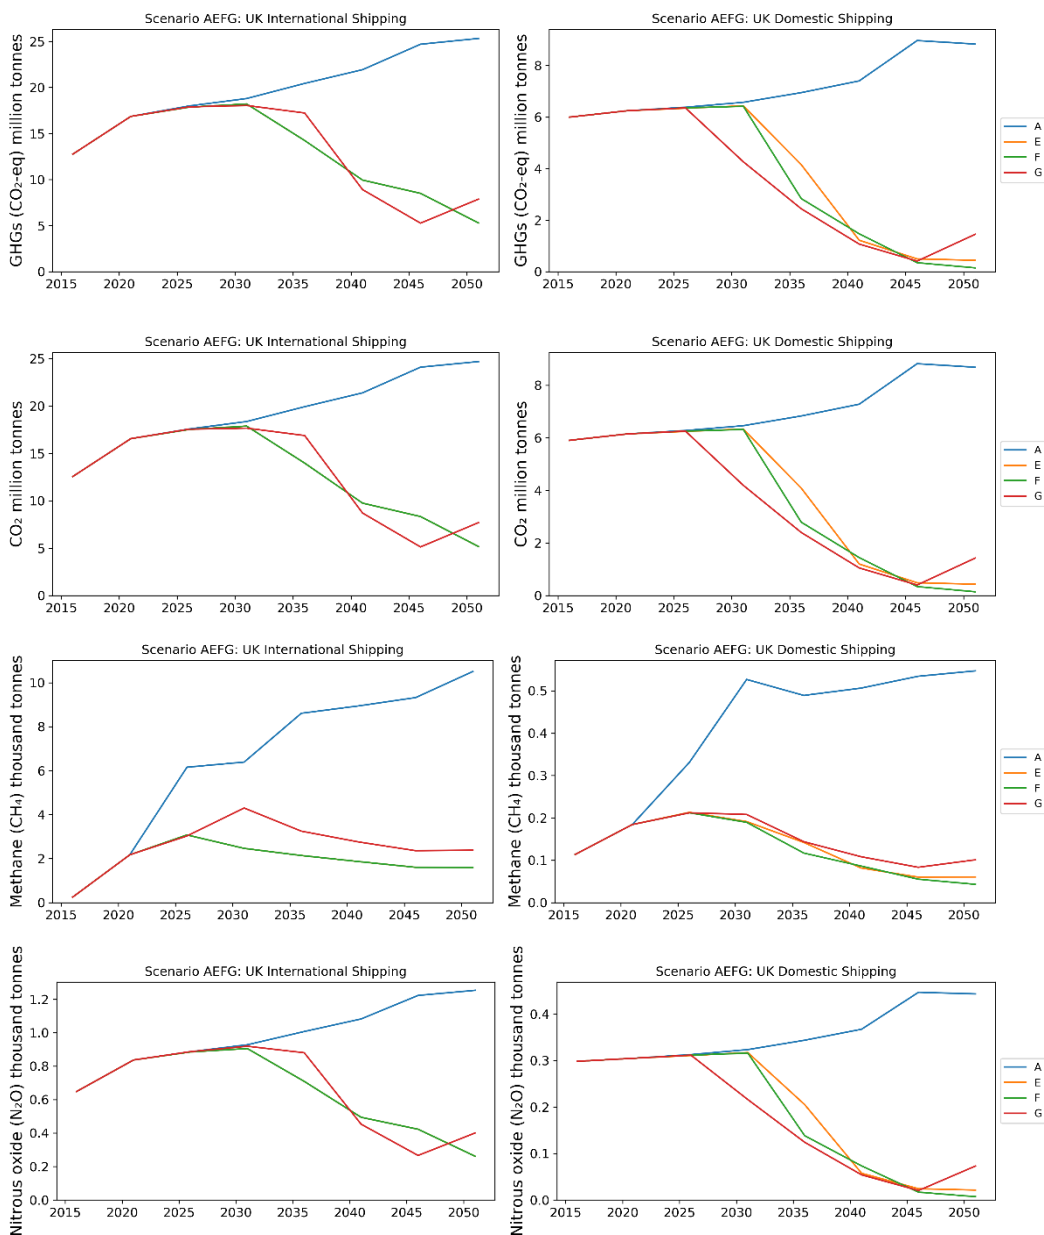 Scenario AEFG: UK International Shipping
GHGs (CO₂-eq) million tonnes
25
20
15
10
5
0
2015 2020 2025 2030 2035 2040 2045 2050
Scenario AEFG: UK Domestic Shipping
GHGs (CO₂-eq) million tonnes
8
6
4
2
0
2015 2020 2025 2030 2035 2040 2045 2050
A
E
F
G
Scenario AEFG: UK International Shipping
CO₂ million tonnes
25
20
15
10
5
0
2015 2020 2025 2030 2035 2040 2045 2050
Scenario AEFG: UK Domestic Shipping
CO₂ million tonnes
8
6
4
2
0
2015 2020 2025 2030 2035 2040 2045 2050
A
E
F
G
Scenario AEFG: UK International Shipping
Methane (CH₄) thousand tonnes
10
8
6
4
2
0
2015 2020 2025 2030 2035 2040 2045 2050
Scenario AEFG: UK Domestic Shipping
Methane (CH₄) thousand tonnes
0.5
0.4
0.3
0.2
0.1
0.0
2015 2020 2025 2030 2035 2040 2045 2050
A
E
F
G
Scenario AEFG: UK International Shipping
Nitrous oxide (N₂O) thousand tonnes
1.2
1.0
0.8
0.6
0.4
0.2
0.0
2015 2020 2025 2030 2035 2040 2045 2050
Scenario AEFG: UK Domestic Shipping
Nitrous oxide (N₂O) thousand tonnes
0.4
0.3
0.2
0.1
0.0
2015 2020 2025 2030 2035 2040 2045 2050
A
E
F
G